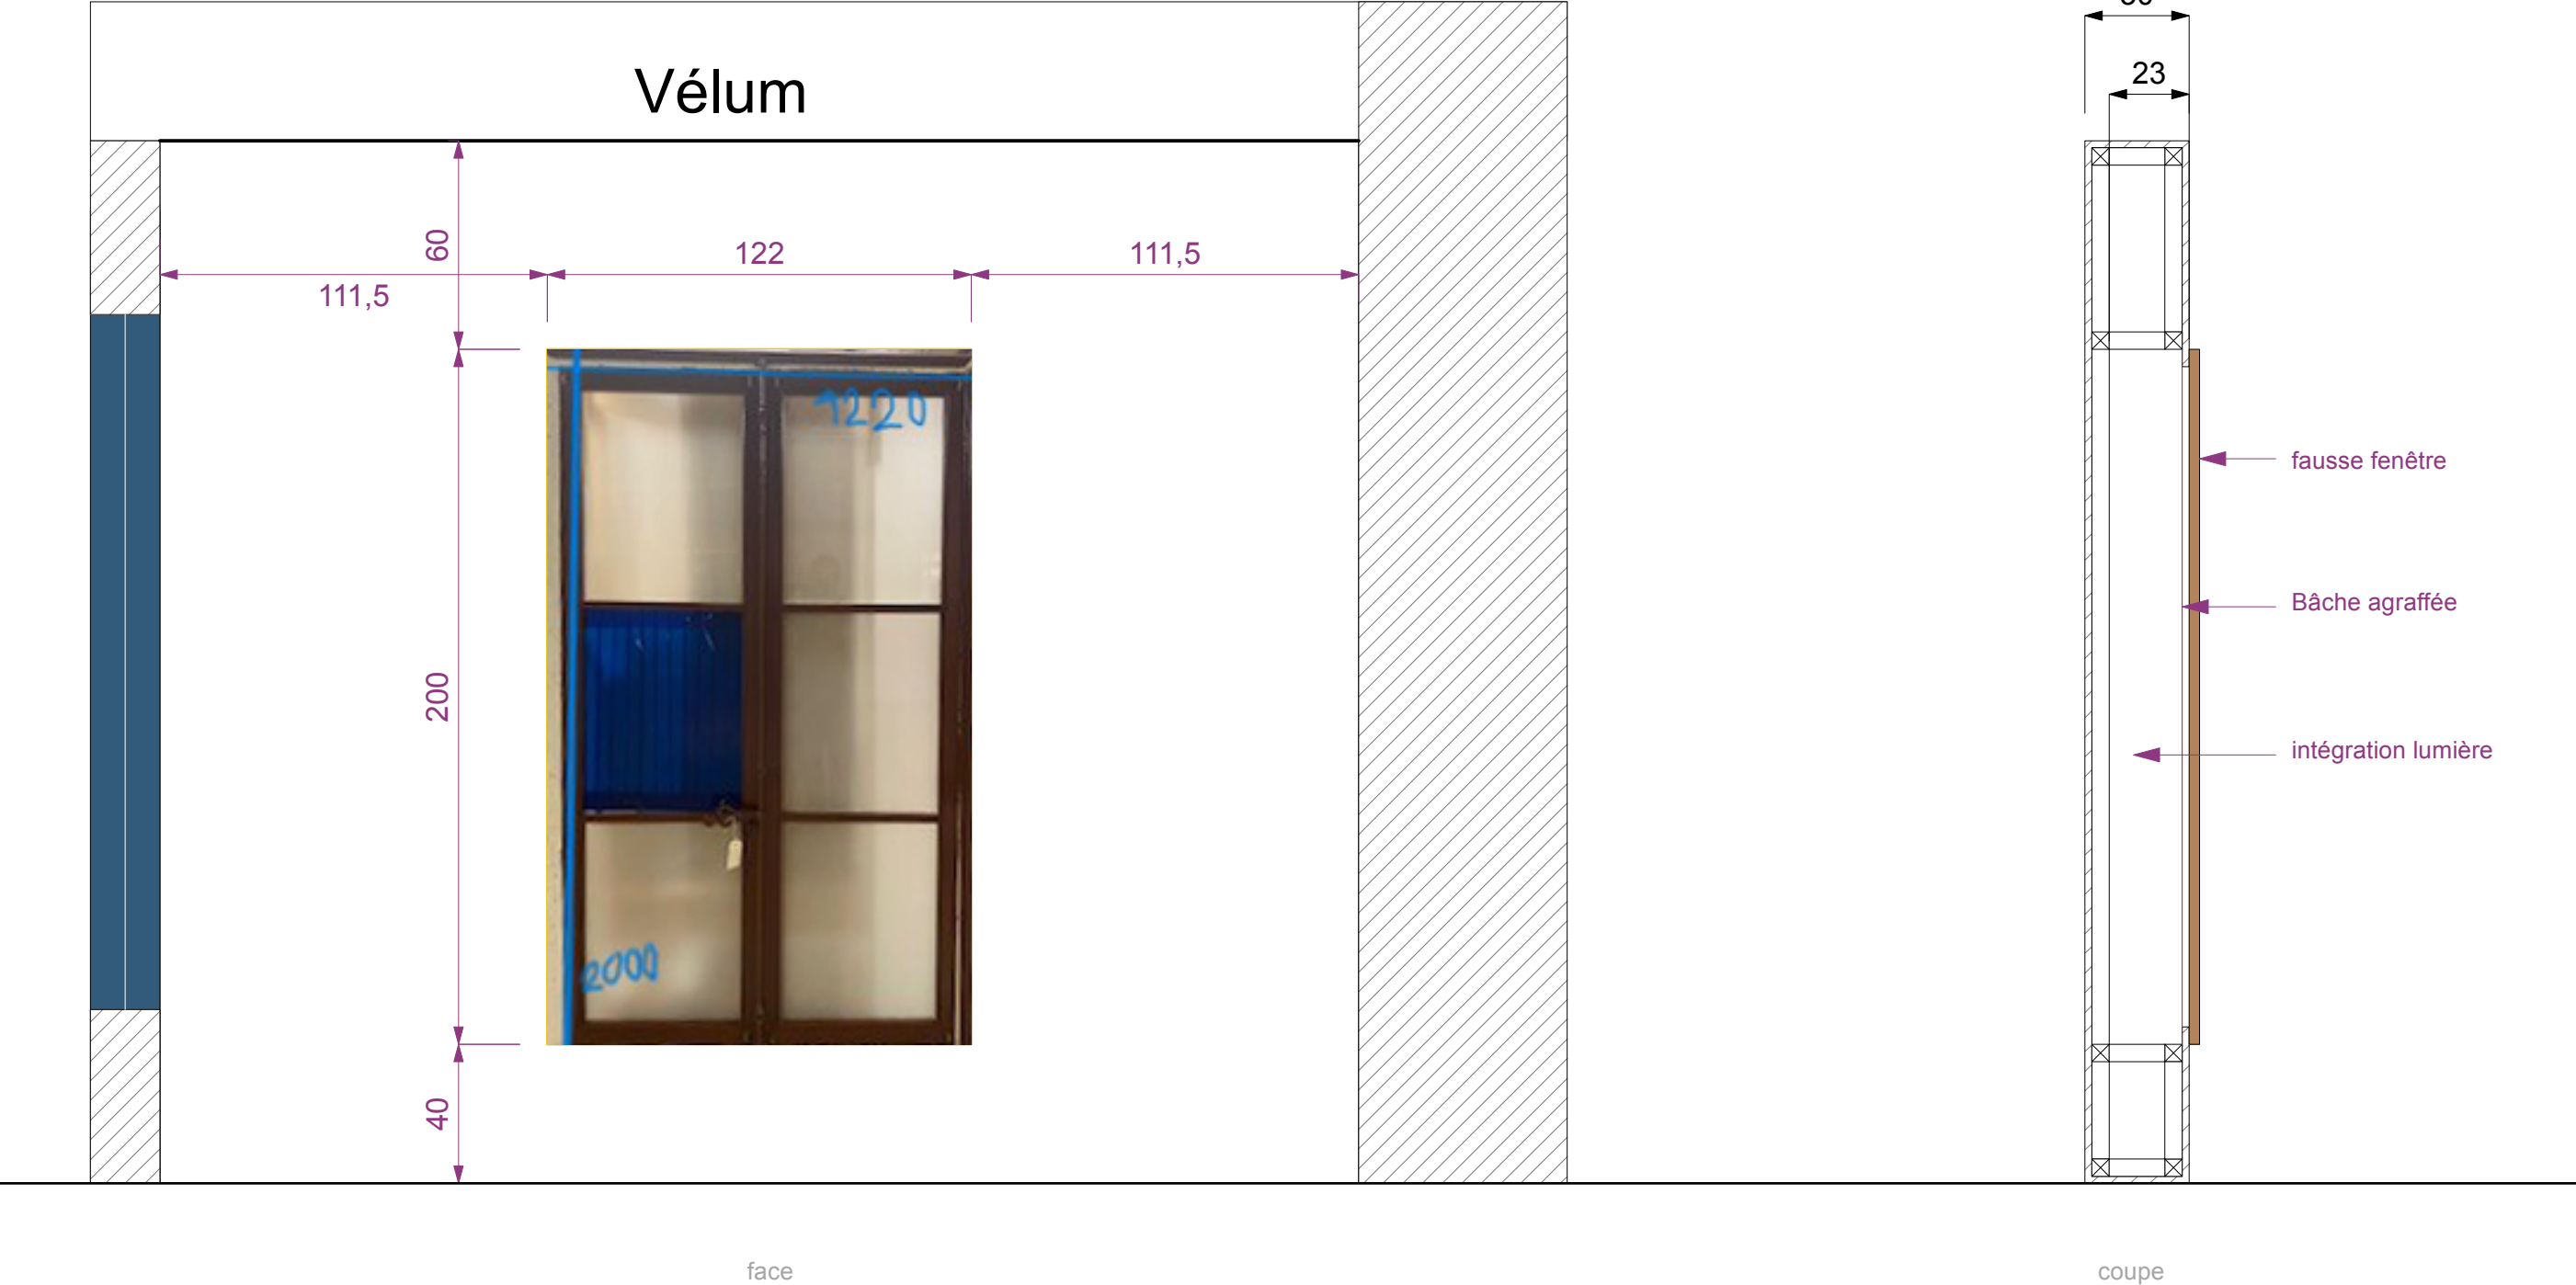 Vélum
23
60
122
111,5
111,5
1220
fausse fenêtre
Bâche agraffée
200
intégration lumière
2000
40
face
coupe